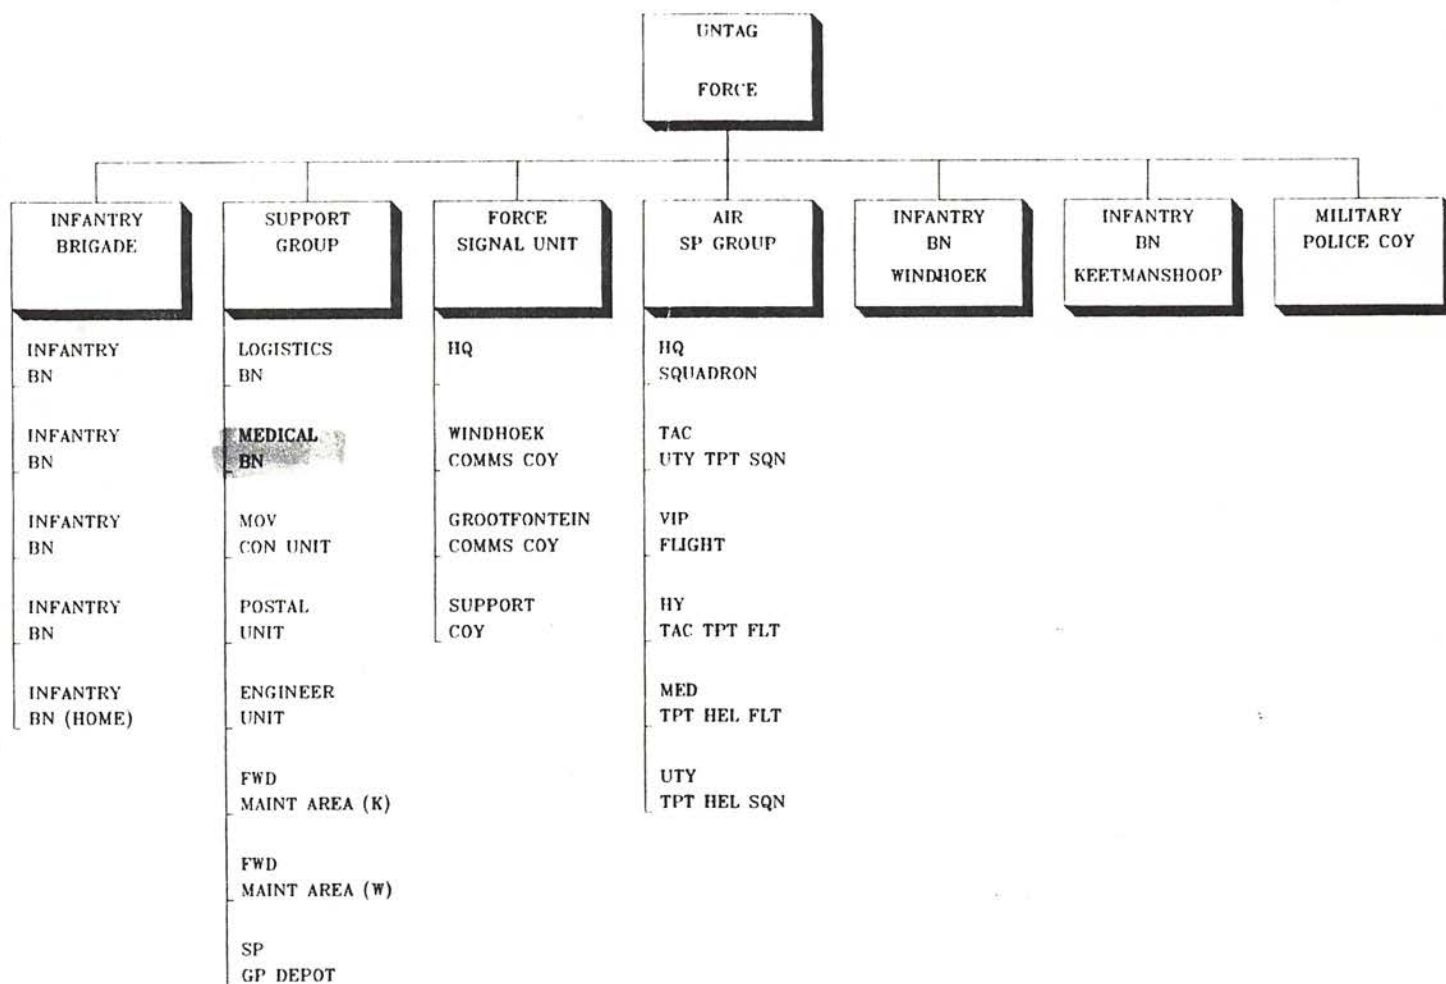 UNTAG
FORCE
INFANTRY
BRIGADE
SUPPORT
GROUP
FORCE
SIGNAL UNIT
AIR
SP GROUP
INFANTRY
BN
WINDHOEK
INFANTRY
BN
KEETMANSHOOP
MILITARY
POLICE COY
INFANTRY
BN
INFANTRY
BN
INFANTRY
BN
INFANTRY
BN
INFANTRY
BN (HOME)
LOGISTICS
BN
MEDICAL
BN
MOV
CON UNIT
POSTAL
UNIT
ENGINEER
UNIT
FWD
MAINT AREA (K)
FWD
MAINT AREA (W)
SP
GP DEPOT
HQ
WINDHOEK
COMMS COY
GROOTFONTEIN
COMMS COY
SUPPORT
COY
HQ
SQUADRON
TAC
UTY TPT SQN
VIP
FLIGHT
HY
TAC TPT FLT
MED
TPT HEL FLT
UTY
TPT HEL SQN